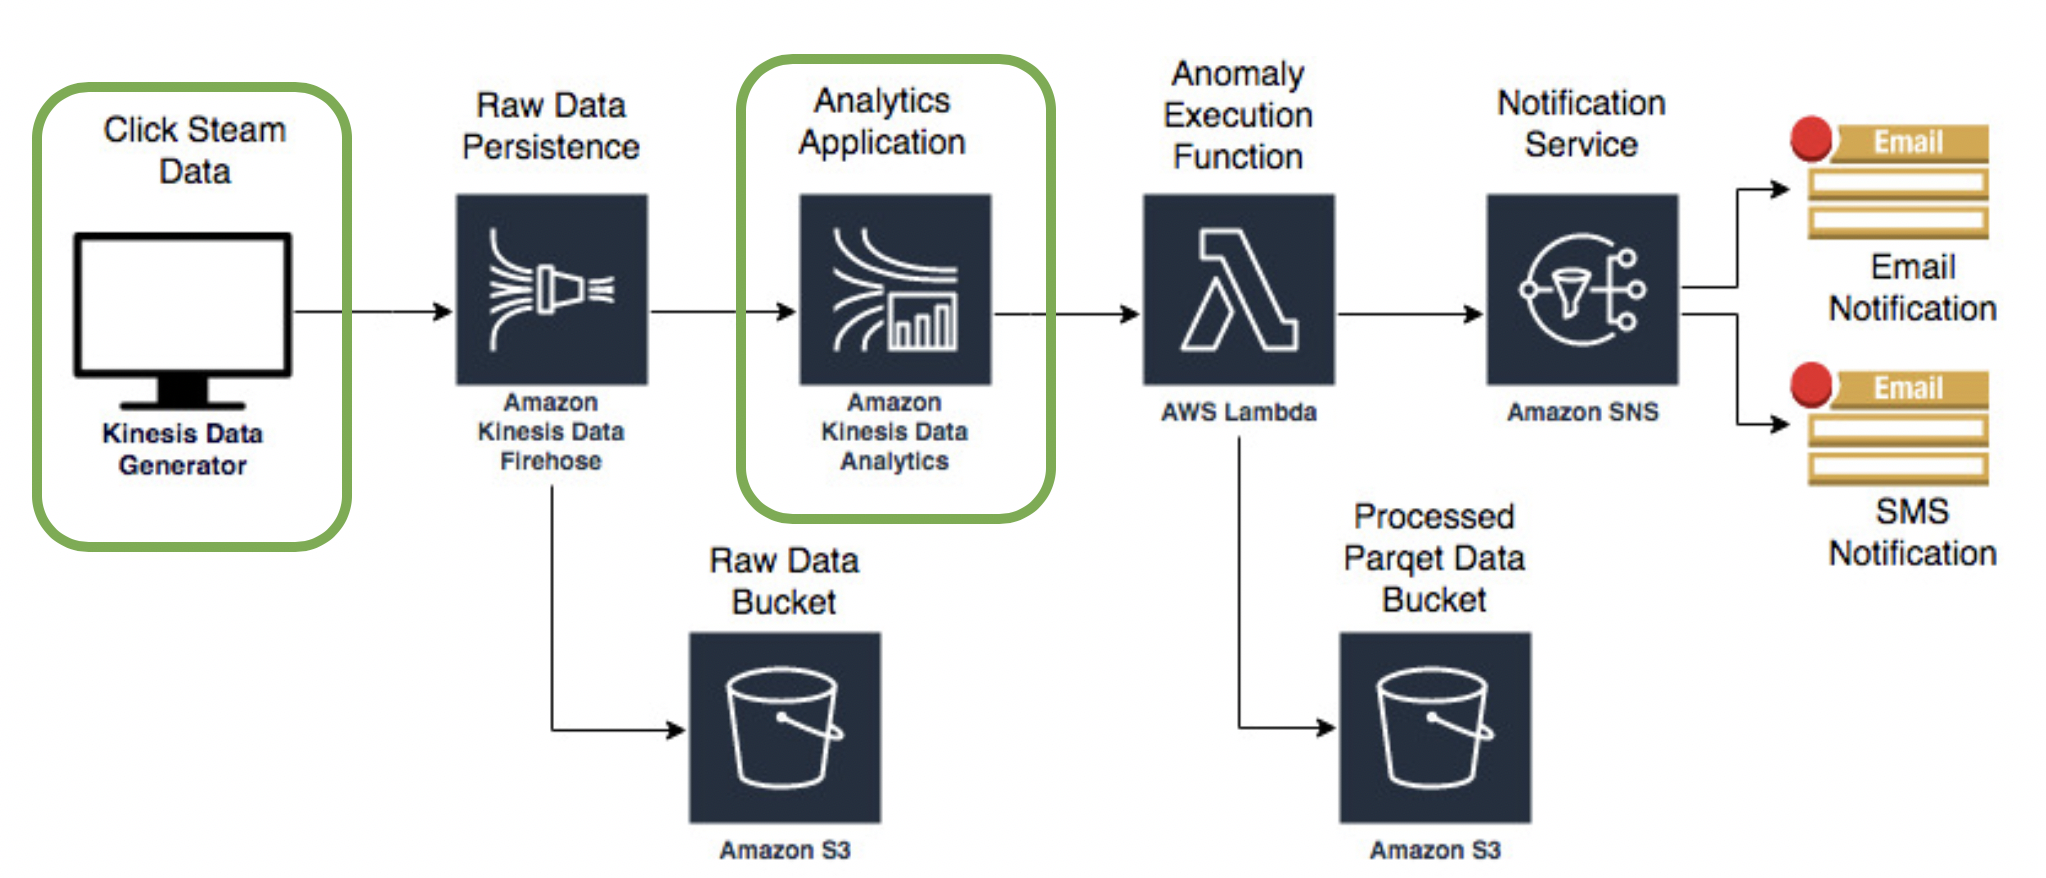 Click Steam
Data
Kinesis Data
Generator
Raw Data
Persistence
Amazon
Kinesis Data
Firehose
Analytics
Application
Amazon
Kinesis Data
Analytics
Anomaly
Execution
Function
AWS Lambda
Notification
Service
Amazon SNS
Email
Email
Notification
Email
SMS
Notification
Raw Data
Bucket
Amazon S3
Processed
Parqet Data
Bucket
Amazon S3